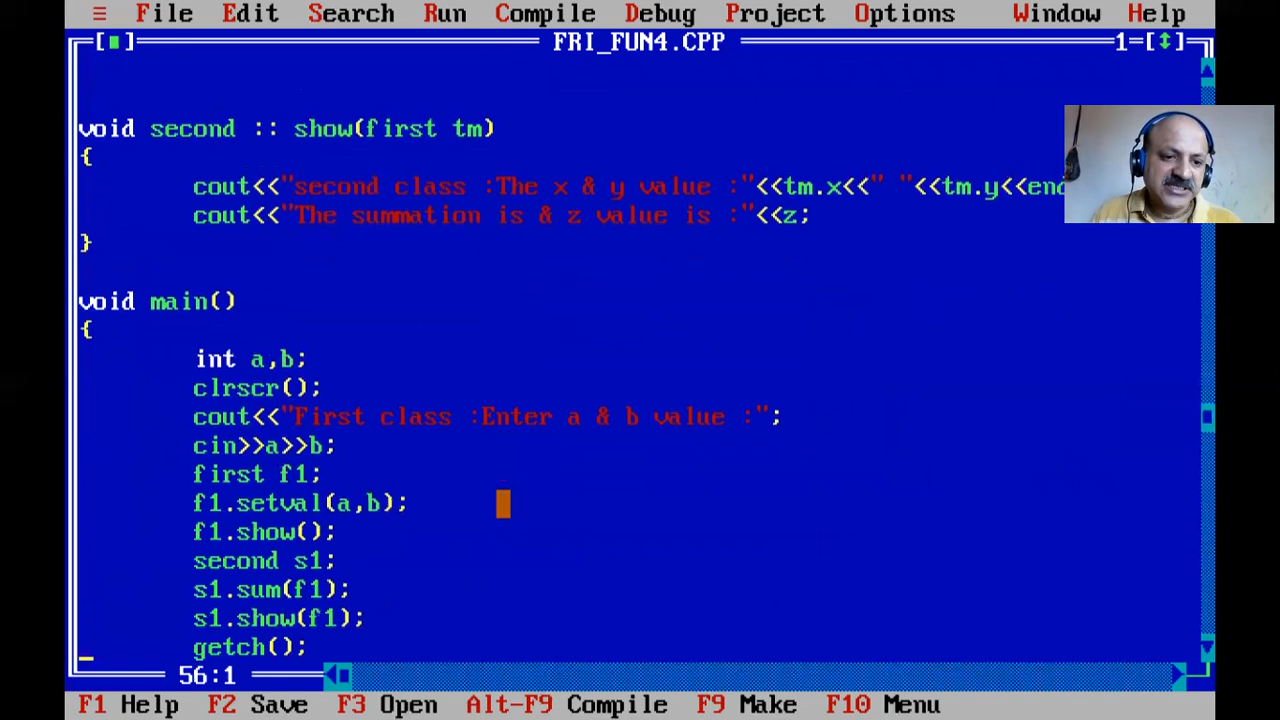 ≡ File Edit Search Run Compile Debug Project Options Window Help
[■] FRI_FUN4.CPP 1=[↕]
void second :: show(first tm)
{
cout<<"second class :The x & y value :"<<tm.x<<" "<<tm.y<<end
cout<<"The summation is & z value is :"<<z;
}
void main()
{
int a,b;
clrscr();
cout<<"First class :Enter a & b value :";
cin>>a>>b;
first f1;
f1.setval(a,b);
f1.show();
second s1;
s1.sum(f1);
s1.show(f1);
getch();
56:1
F1 Help F2 Save F3 Open Alt-F9 Compile F9 Make F10 Menu